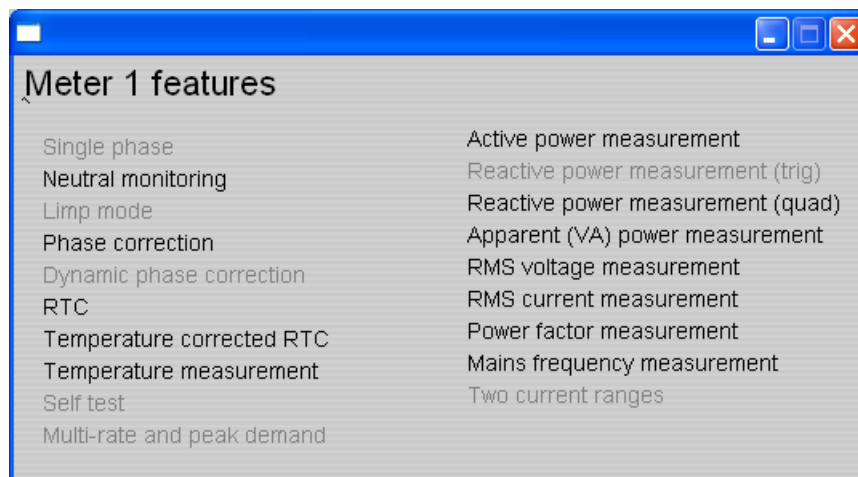 Meter 1 features
Single phase
Neutral monitoring
Limp mode
Phase correction
Dynamic phase correction
RTC
Temperature corrected RTC
Temperature measurement
Self test
Multi-rate and peak demand
Active power measurement
Reactive power measurement (trig)
Reactive power measurement (quad)
Apparent (VA) power measurement
RMS voltage measurement
RMS current measurement
Power factor measurement
Mains frequency measurement
Two current ranges